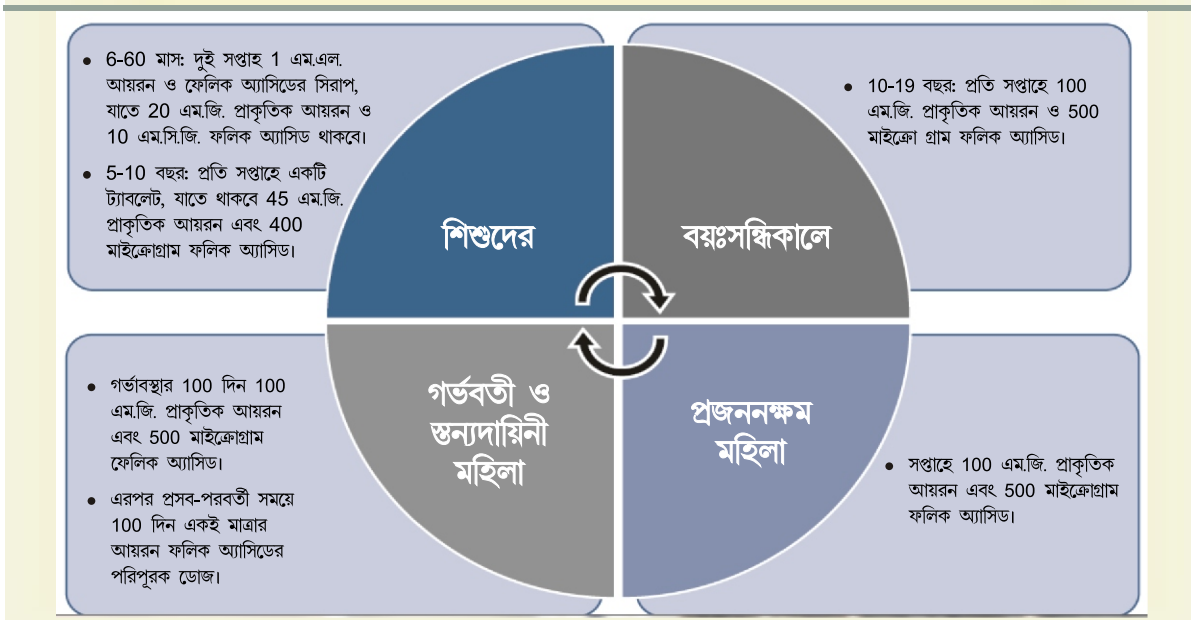 • 6-60 মাস: দুই সপ্তাহ 1 এম.এল.
আয়রন ও ফেলিক অ্যাসিডের সিরাপ,
যাতে 20 এম.জি. প্রাকৃতিক আয়রন ও
10 এম.সি.জি. ফলিক অ্যাসিড থাকবে।
• 5-10 বছর: প্রতি সপ্তাহে একটি
ট্যাবলেট, যাতে থাকবে 45 এম.জি.
প্রাকৃতিক আয়রন এবং 400
মাইক্রোগ্রাম ফলিক অ্যাসিড।
শিশুদের
• 10-19 বছর: প্রতি সপ্তাহে 100
এম.জি. প্রাকৃতিক আয়রন ও 500
মাইক্রো গ্রাম ফলিক অ্যাসিড।
বয়ঃসন্ধিকালে
• গর্ভাবস্থার 100 দিন 100
এম.জি. প্রাকৃতিক আয়রন
এবং 500 মাইক্রোগ্রাম
ফেলিক অ্যাসিড।
• এরপর প্রসব-পরবর্তী সময়ে
100 দিন একই মাত্রার
আয়রন ফলিক অ্যাসিডের
পরিপূরক ডোজ।
গর্ভবতী ও
স্তন্যদায়িনী
মহিলা
প্রজননক্ষম
মহিলা
• সপ্তাহে 100 এম.জি. প্রাকৃতিক
আয়রন এবং 500 মাইক্রোগ্রাম
ফলিক অ্যাসিড।